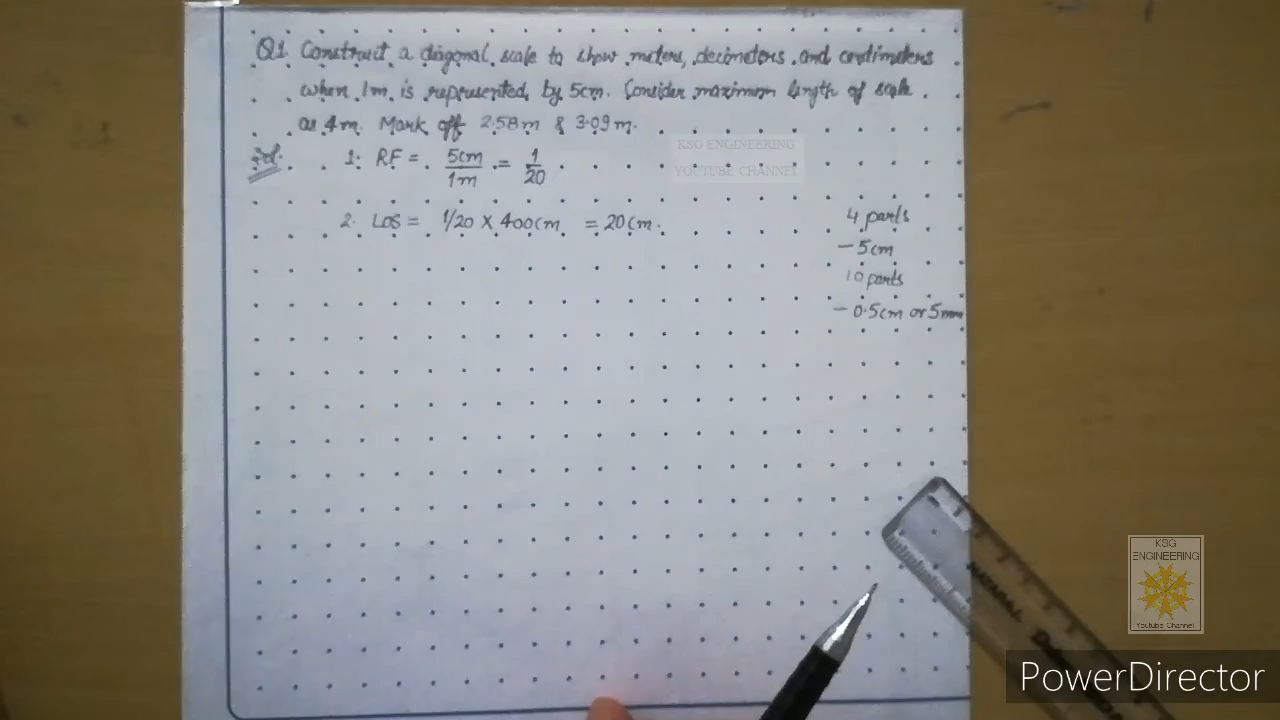 Q1 Construct a diagonal scale to show meters, decimeters and centimeters
when 1m is represented by 5cm. Consider maximum length of scale
as 4m. Mark off 2.58m & 3.09m.
KSG ENGINEERING
YOUTUBE CHANNEL
Sol. 1. RF = 5cm/1m = 1/20
2. LOS = 1/20 × 400cm = 20cm.
4 parts
- 5cm
10 parts
- 0.5cm or 5mm
KSG
ENGINEERING
Youtube Channel
PowerDirector